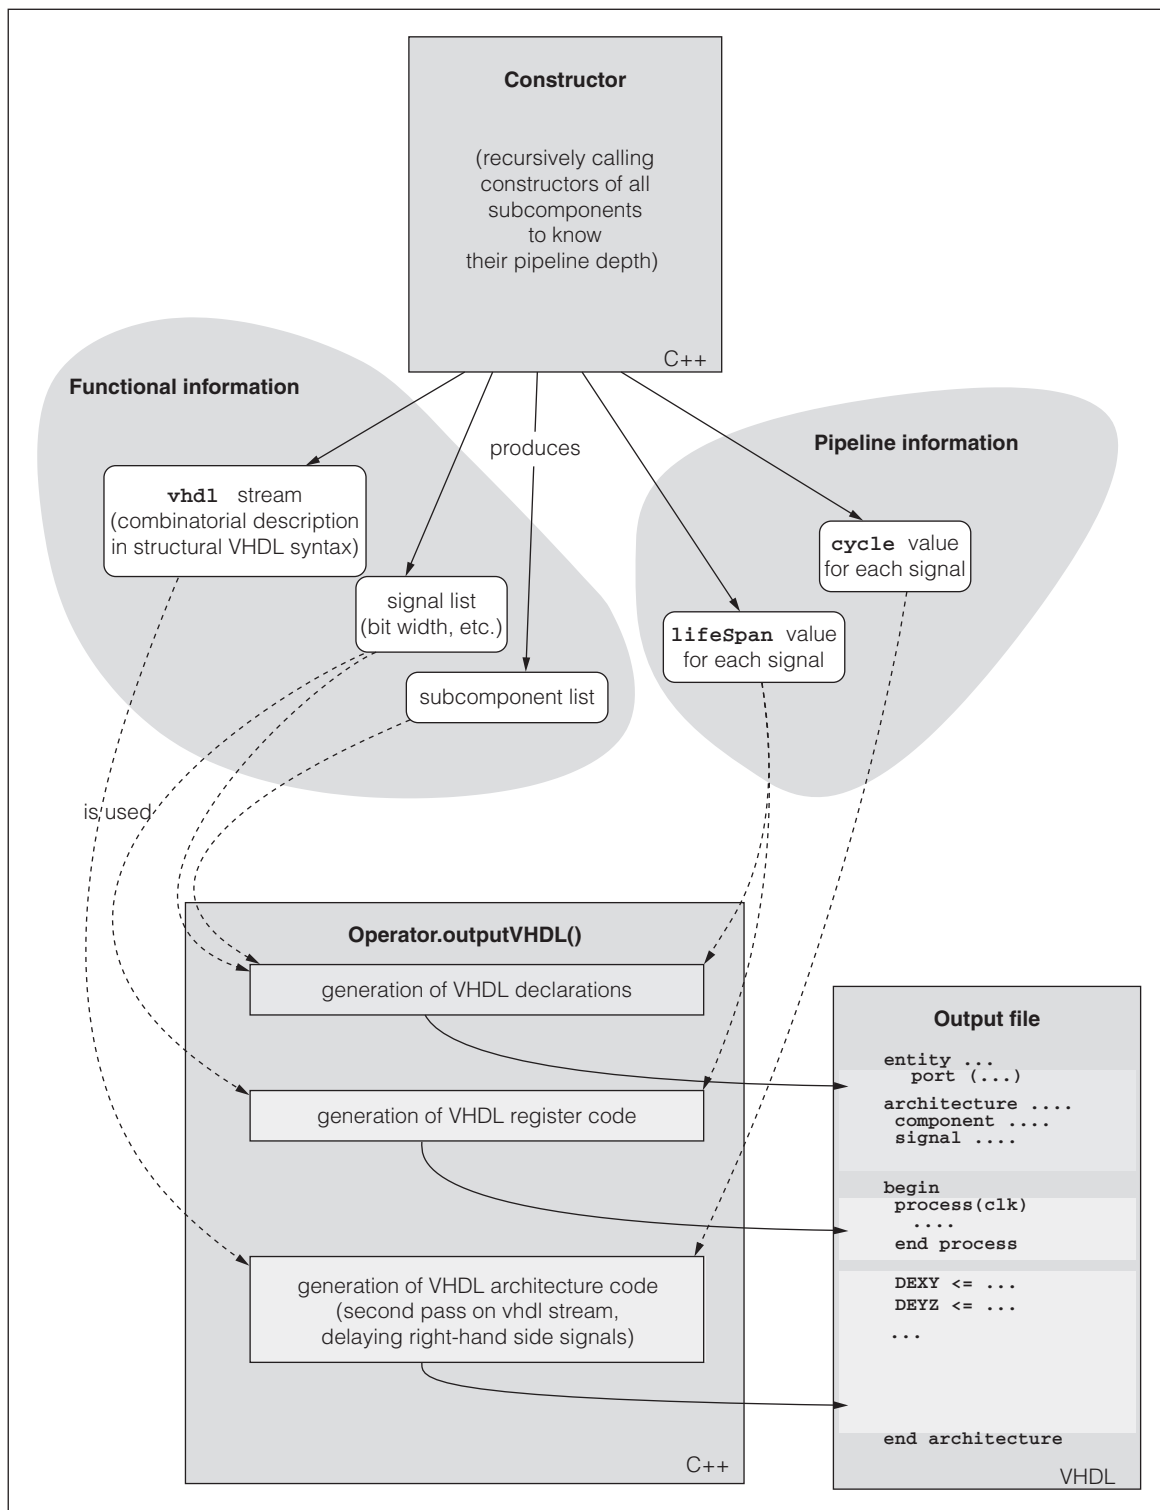 Constructor
(recursively calling
constructors of all
subcomponents
to know
their pipeline depth)
C++
Functional information
produces
Pipeline information
vhdl stream
(combinatorial description
in structural VHDL syntax)
cycle value
for each signal
signal list
(bit width, etc.)
lifeSpan value
for each signal
subcomponent list
is used
Operator.outputVHDL()
generation of VHDL declarations
generation of VHDL register code
generation of VHDL architecture code
(second pass on vhdl stream,
delaying right-hand side signals)
C++
Output file
entity ...
port (...)
architecture ....
component ....
signal ....
begin
process(clk)
....
end process
DEXY <= ...
DEYZ <= ...
...
end architecture
VHDL